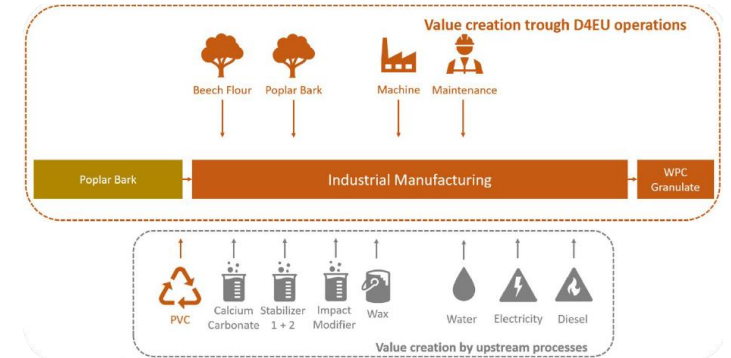 Value creation trough D4EU operations
Beech Flour
Poplar Bark
Machine
Maintenance
Poplar Bark
Industrial Manufacturing
WPC
Granulate
PVC
Calcium
Carbonate
Stabilizer
1 + 2
Impact
Modifier
Wax
Water
Electricity
Diesel
Value creation by upstream processes